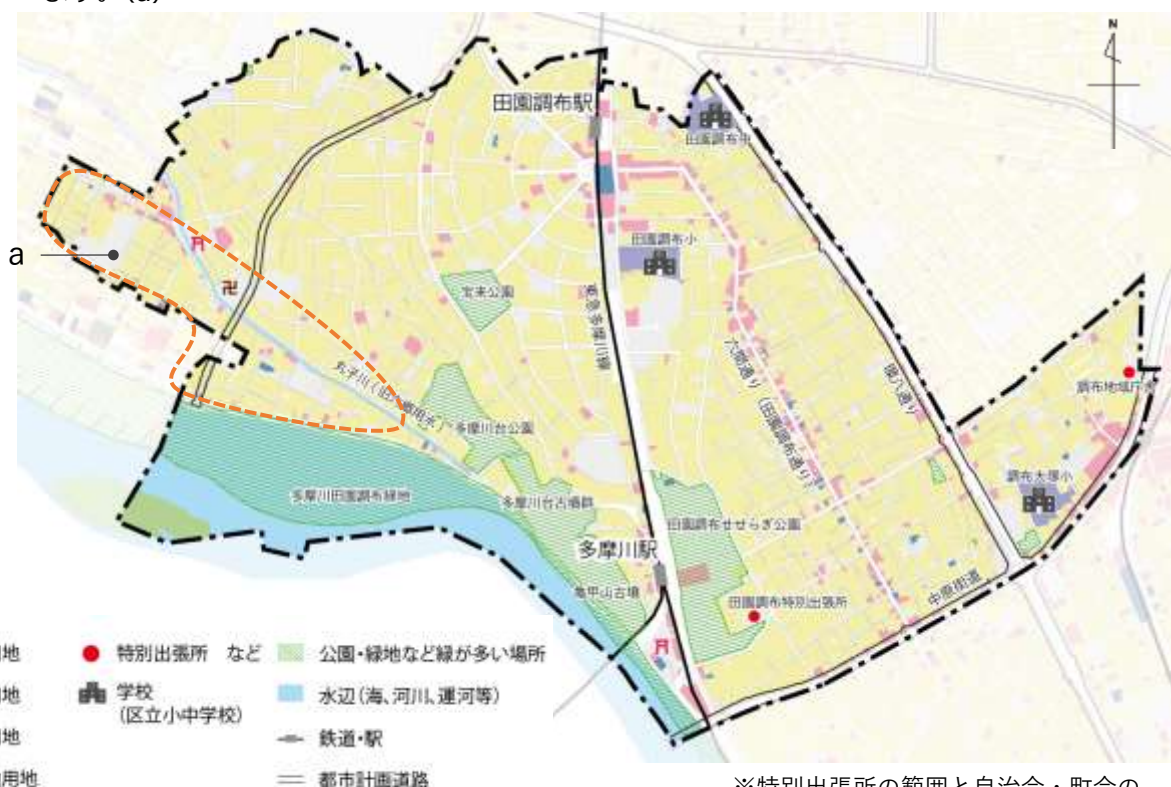 N
田園調布駅
田園調布中
a
田園調布小
宝来公園
東急多摩川線
六間通り(田園調布通り)
環八通り
調布地域庁舎
丸子川(旧六郷用水)
多摩川台公園
調布大塚小
多摩川田園調布緑地
多摩川台古墳群
田園調布せせらぎ公園
多摩川駅
亀甲山古墳
田園調布特別出張所
中原街道
地
特別出張所 など
公園・緑地など緑が多い場所
地
学校
(区立小中学校)
水辺(海、河川、運河等)
地
鉄道・駅
用地
都市計画道路
※特別出張所の範囲と自治会・町会の